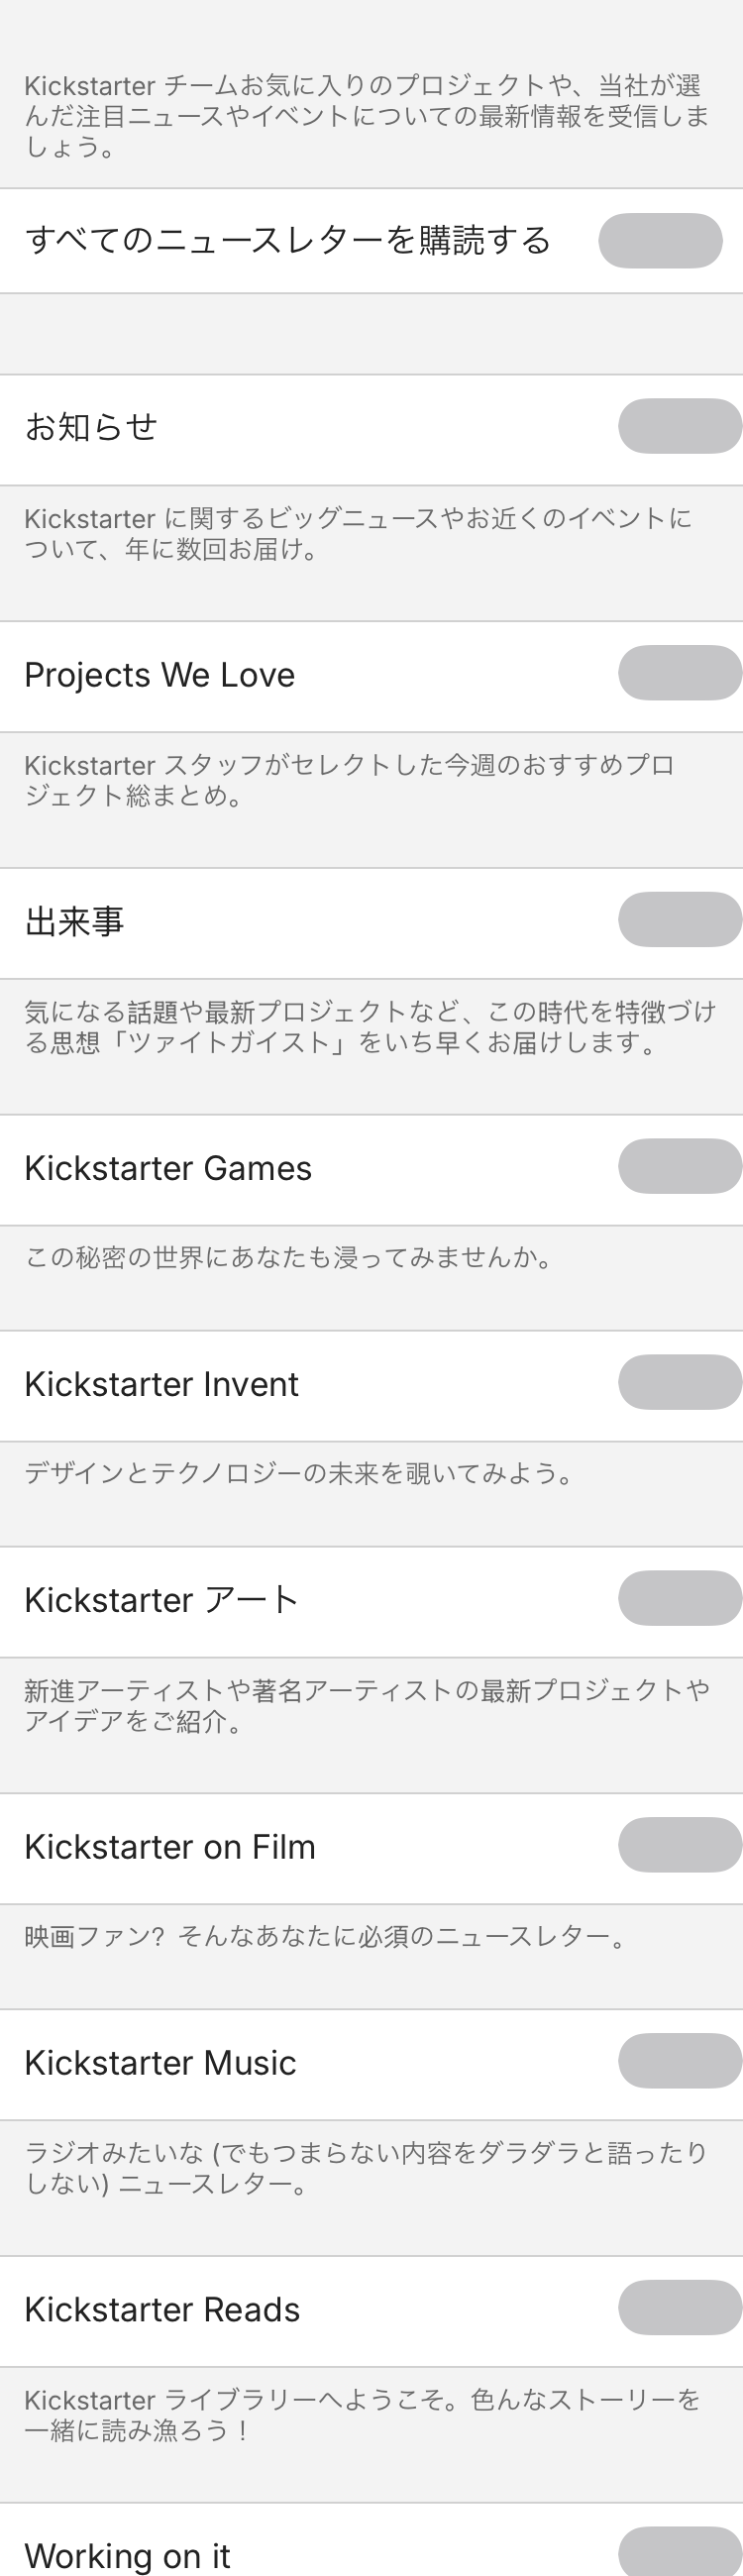 Kickstarter チームお気に入りのプロジェクトや、当社が選
んだ注目ニュースやイベントについての最新情報を受信しま
しょう。
すべてのニュースレターを購読する
お知らせ
Kickstarter に関するビッグニュースやお近くのイベントに
ついて、年に数回お届け。
Projects We Love
Kickstarter スタッフがセレクトした今週のおすすめプロ
ジェクト総まとめ。
出来事
気になる話題や最新プロジェクトなど、この時代を特徴づけ
る思想「ツァイトガイスト」をいち早くお届けします。
Kickstarter Games
この秘密の世界にあなたも浸ってみませんか。
Kickstarter Invent
デザインとテクノロジーの未来を覗いてみよう。
Kickstarter アート
新進アーティストや著名アーティストの最新プロジェクトや
アイデアをご紹介。
Kickstarter on Film
映画ファン? そんなあなたに必須のニュースレター。
Kickstarter Music
ラジオみたいな (でもつまらない内容をダラダラと語ったり
しない) ニュースレター。
Kickstarter Reads
Kickstarter ライブラリーへようこそ。色んなストーリーを
一緒に読み漁ろう！
Working on it